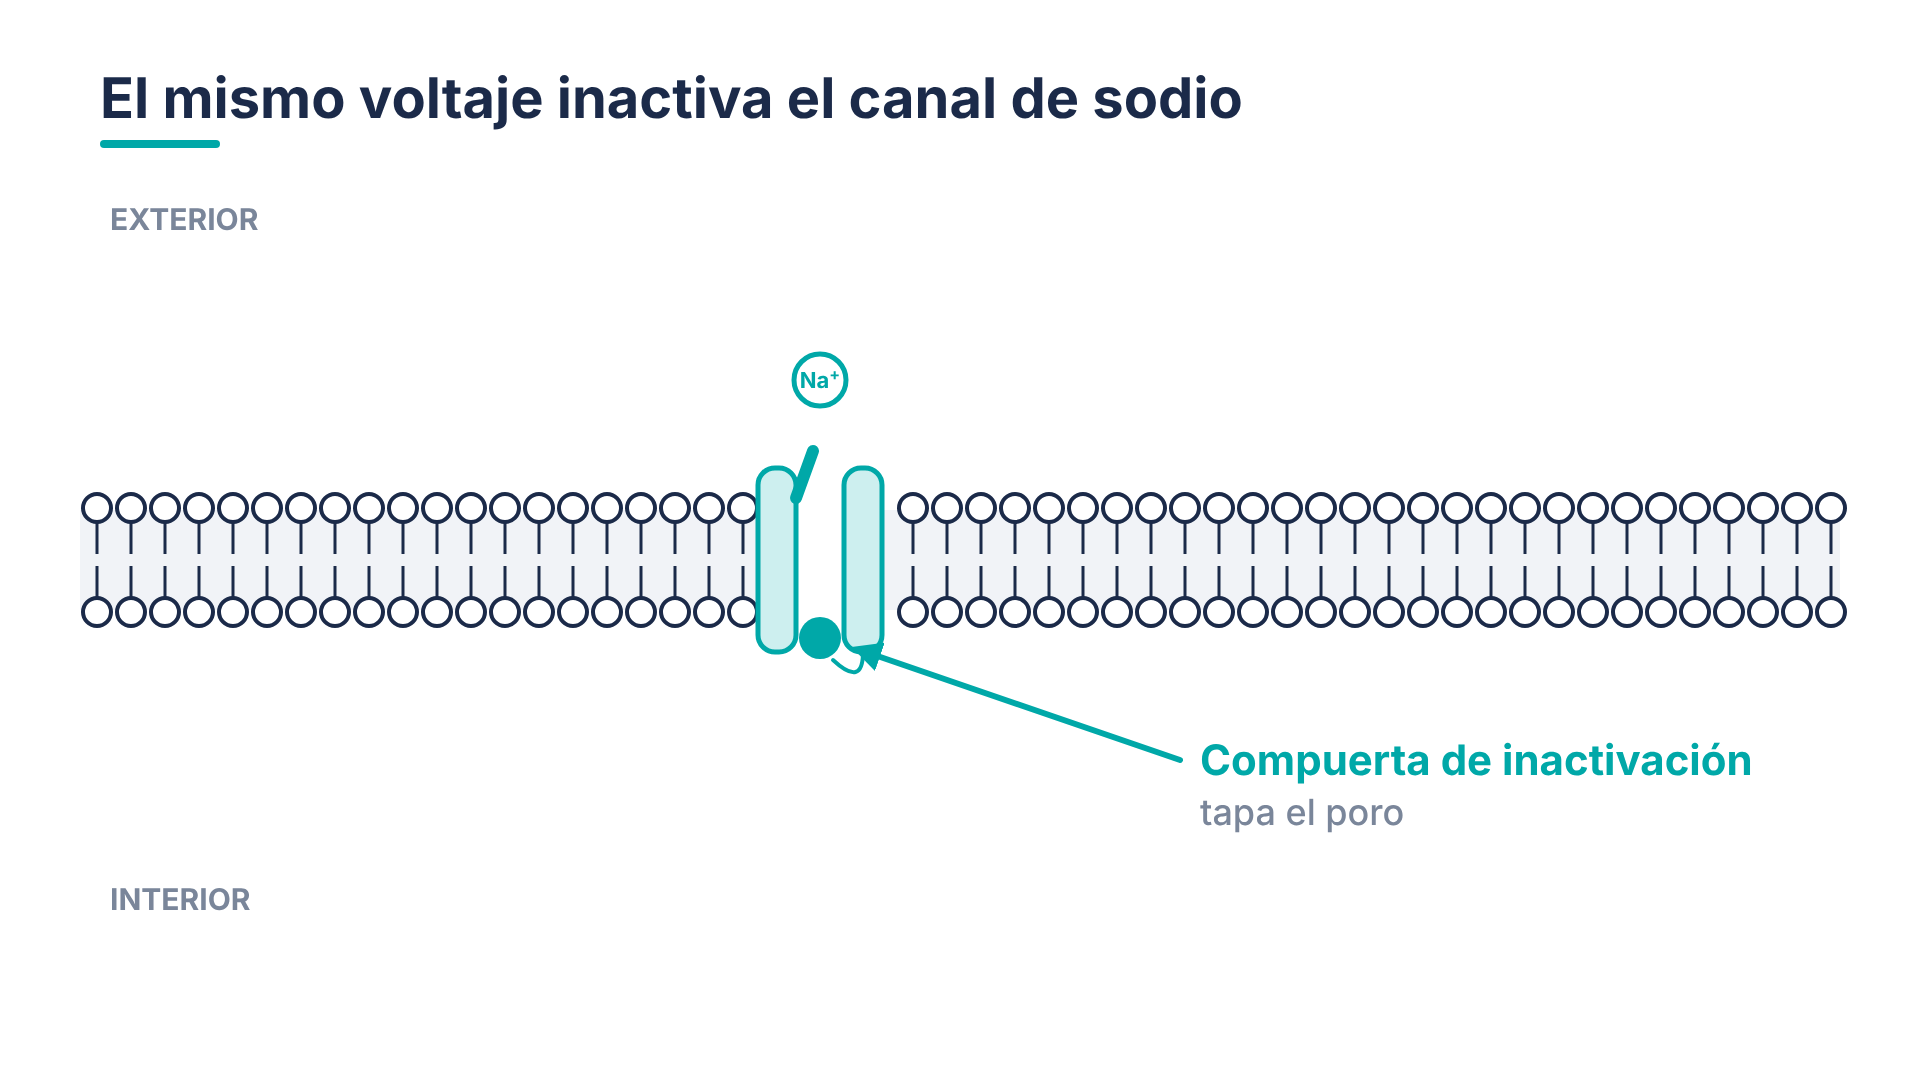 El mismo voltaje inactiva el canal de sodio
EXTERIOR
Na⁺
Compuerta de inactivación
tapa el poro
INTERIOR